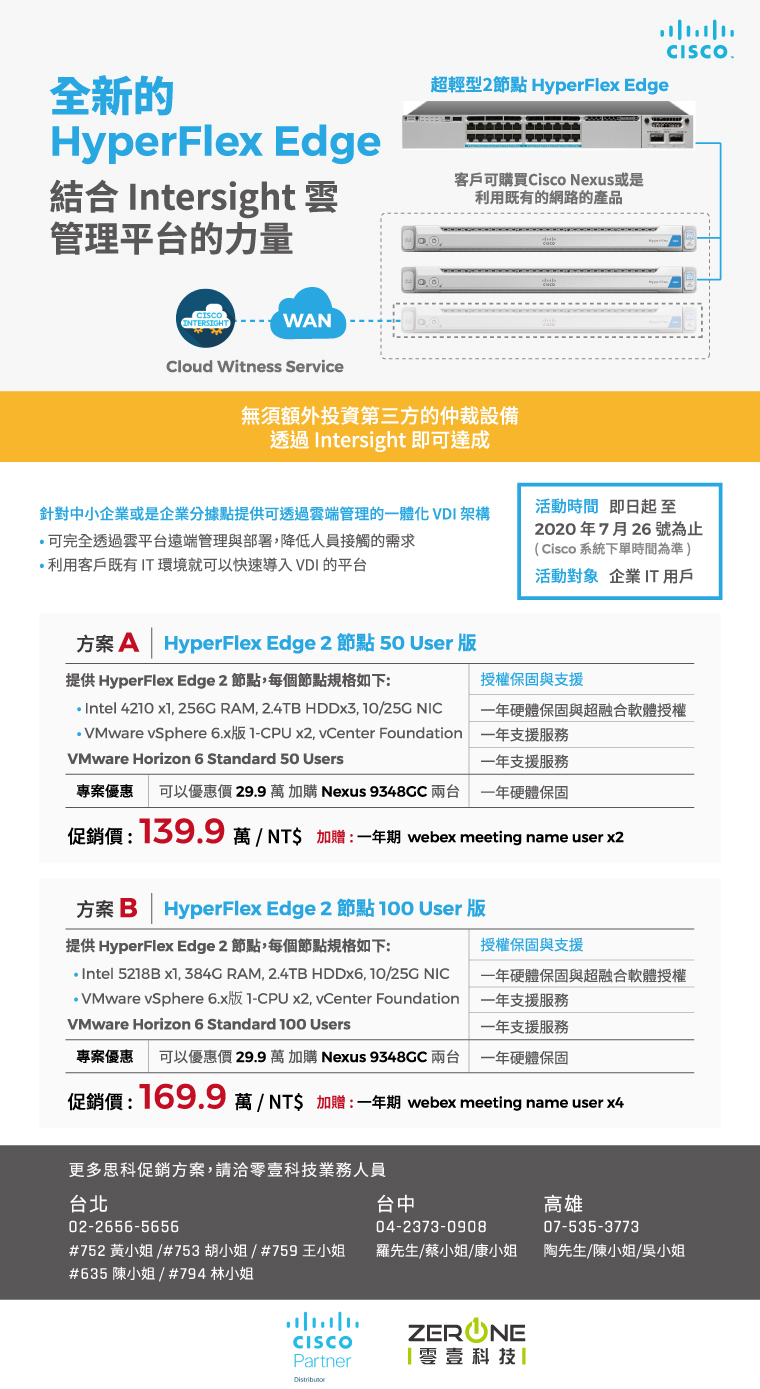 CISCO
全新的
HyperFlex Edge
結合 Intersight 雲
管理平台的力量
超輕型2節點 HyperFlex Edge
客戶可購買Cisco Nexus或是
利用既有的網路的產品
CISCO
INTERSIGHT
WAN
Cloud Witness Service
無須額外投資第三方的仲裁設備
透過 Intersight 即可達成
針對中小企業或是企業分據點提供可透過雲端管理的一體化 VDI 架構
• 可完全透過雲平台遠端管理與部署,降低人員接觸的需求
• 利用客戶既有 IT 環境就可以快速導入 VDI 的平台
活動時間 即日起 至
2020 年 7 月 26 號為止
( Cisco 系統下單時間為準 )
活動對象 企業 IT 用戶
方案 A HyperFlex Edge 2 節點 50 User 版
提供 HyperFlex Edge 2 節點,每個節點規格如下: 授權保固與支援
• Intel 4210 x1, 256G RAM, 2.4TB HDDx3, 10/25G NIC 一年硬體保固與超融合軟體授權
• VMware vSphere 6.x版 1-CPU x2, vCenter Foundation 一年支援服務
VMware Horizon 6 Standard 50 Users 一年支援服務
專案優惠 可以優惠價 29.9 萬 加購 Nexus 9348GC 兩台 一年硬體保固
促銷價 : 139.9 萬 / NT$ 加贈 : 一年期 webex meeting name user x2
方案 B HyperFlex Edge 2 節點 100 User 版
提供 HyperFlex Edge 2 節點,每個節點規格如下: 授權保固與支援
• Intel 5218B x1, 384G RAM, 2.4TB HDDx6, 10/25G NIC 一年硬體保固與超融合軟體授權
• VMware vSphere 6.x版 1-CPU x2, vCenter Foundation 一年支援服務
VMware Horizon 6 Standard 100 Users 一年支援服務
專案優惠 可以優惠價 29.9 萬 加購 Nexus 9348GC 兩台 一年硬體保固
促銷價 : 169.9 萬 / NT$ 加贈 : 一年期 webex meeting name user x4
更多思科促銷方案,請洽零壹科技業務人員
台北 台中 高雄
02-2656-5656 04-2373-0908 07-535-3773
#752 黃小姐 /#753 胡小姐 / #759 王小姐 羅先生/蔡小姐/康小姐 陶先生/陳小姐/吳小姐
#635 陳小姐 / #794 林小姐
CISCO
Partner
Distributor
ZERONE
零壹科技